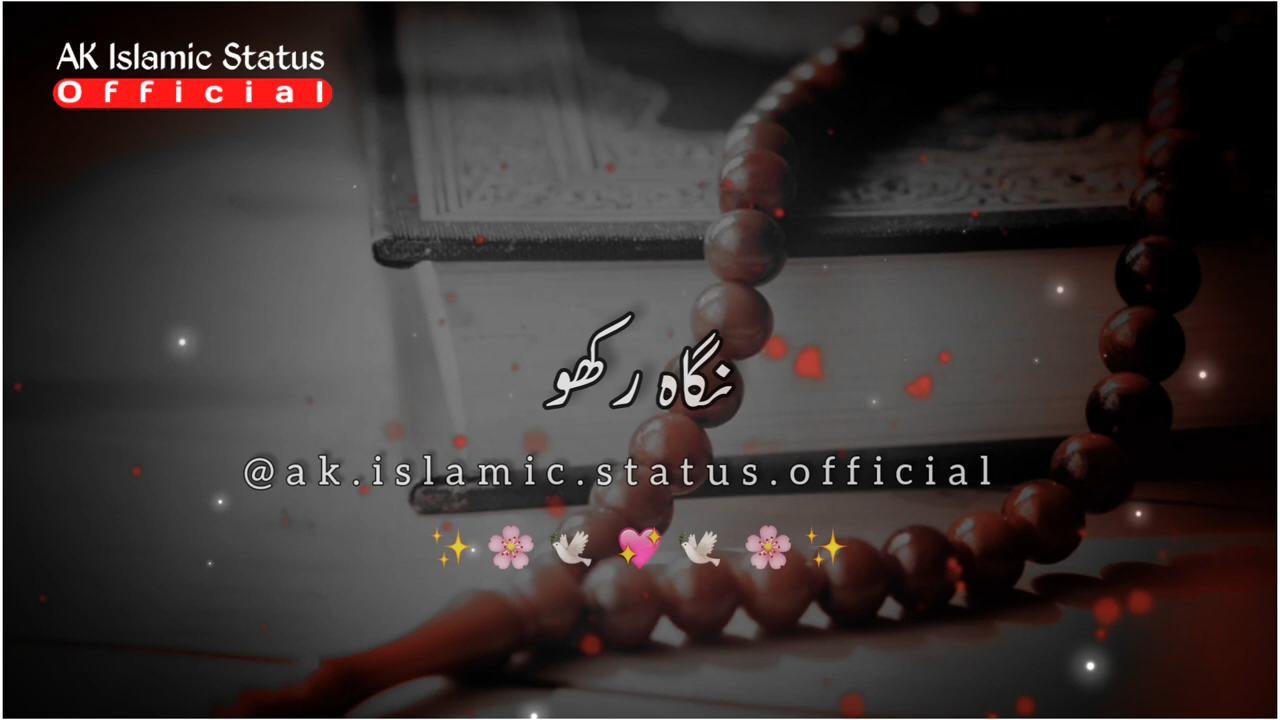 AK Islamic Status
Official
نگاہ رکھو
@ak.islamic.status.official
✨🌸🕊️💖🕊️🌸✨